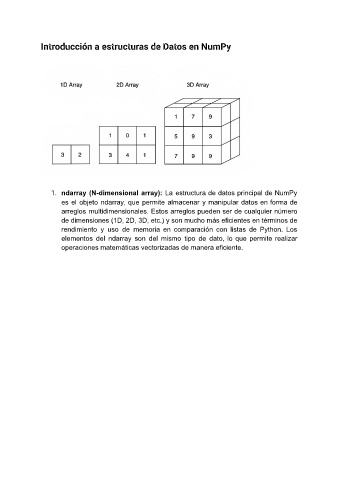 Introducción a estructuras de Datos en NumPy
1D Array 2D Array 3D Array
1 7 9
1 0 1 5 9 3
3 2 3 4 1 7 9 9
1. ndarray (N-dimensional array): La estructura de datos principal de NumPy
es el objeto ndarray, que permite almacenar y manipular datos en forma de
arreglos multidimensionales. Estos arreglos pueden ser de cualquier número
de dimensiones (1D, 2D, 3D, etc.) y son mucho más eficientes en términos de
rendimiento y uso de memoria en comparación con listas de Python. Los
elementos del ndarray son del mismo tipo de dato, lo que permite realizar
operaciones matemáticas vectorizadas de manera eficiente.